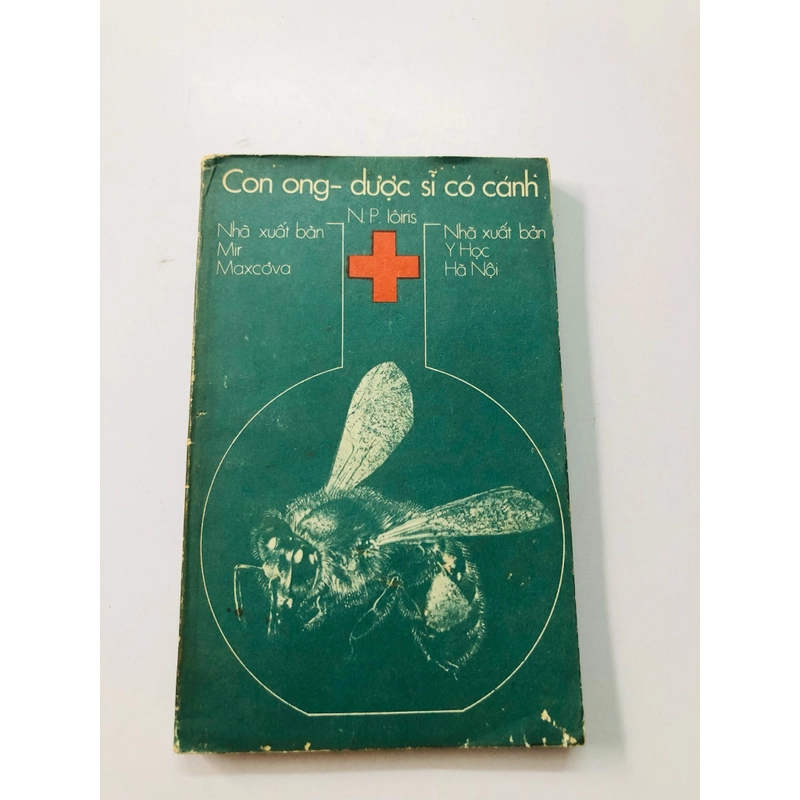 Con ong - dược sĩ có cánh
N. P. Iôiris
Nhà xuất bản
Mir
Maxcơva
Nhà xuất bản
Y Học
Hà Nội